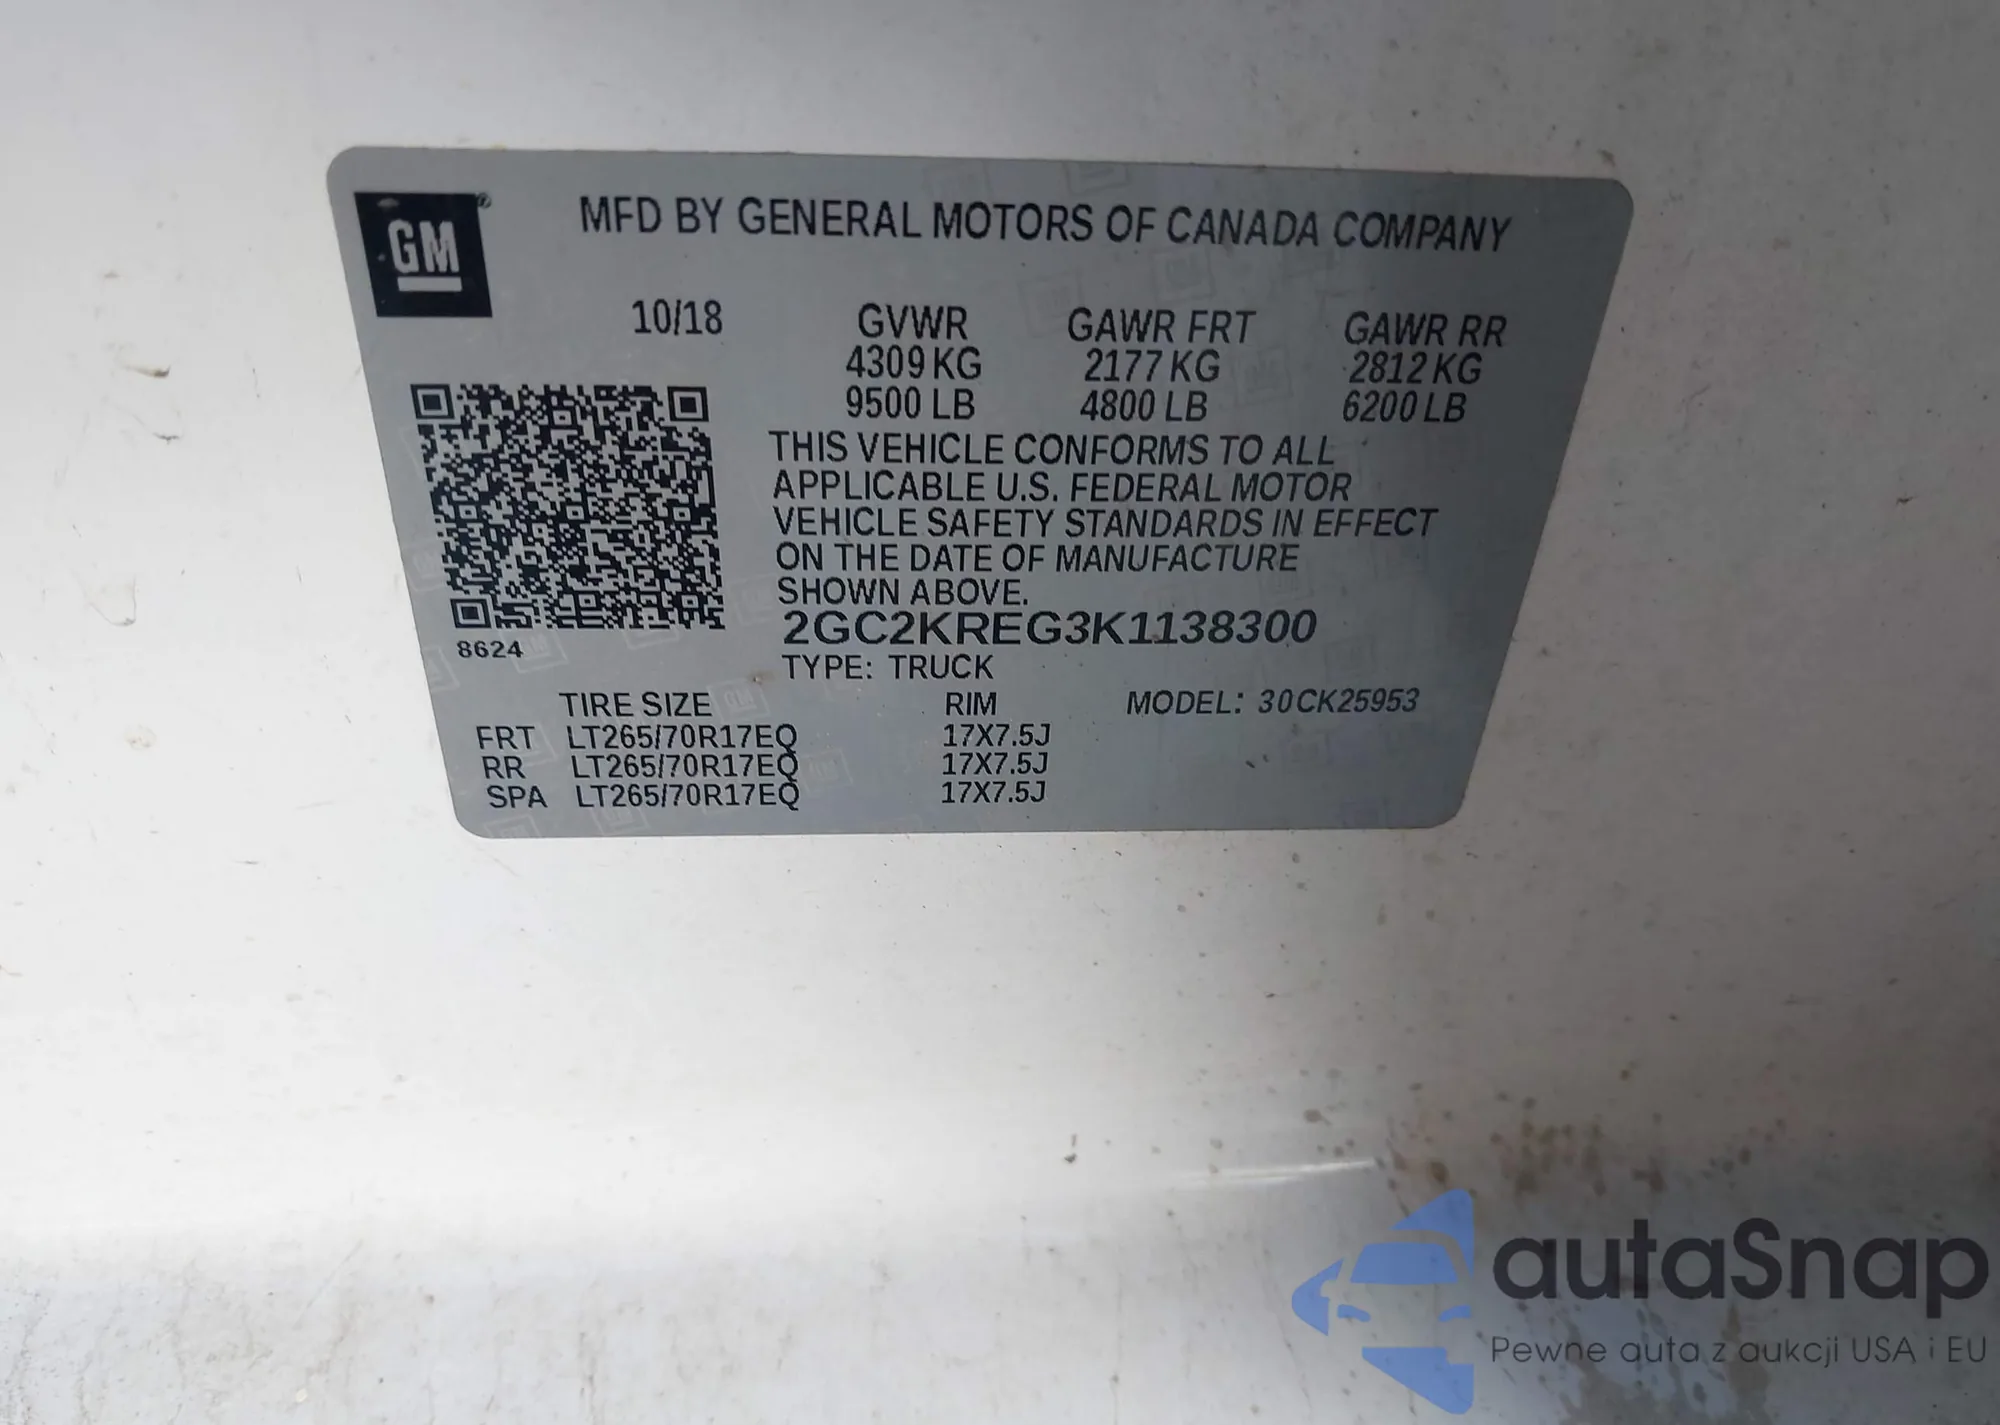 GM®
MFD BY GENERAL MOTORS OF CANADA COMPANY
10/18 GVWR GAWR FRT GAWR RR
4309 KG 2177 KG 2812 KG
9500 LB 4800 LB 6200 LB
THIS VEHICLE CONFORMS TO ALL
APPLICABLE U.S. FEDERAL MOTOR
VEHICLE SAFETY STANDARDS IN EFFECT
ON THE DATE OF MANUFACTURE
SHOWN ABOVE.
2GC2KREG3K1138300
8624
TYPE: TRUCK
TIRE SIZE RIM MODEL: 30CK25953
FRT LT265/70R17EQ 17X7.5J
RR LT265/70R17EQ 17X7.5J
SPA LT265/70R17EQ 17X7.5J
autaSnap
Pewne auta z aukcji USA i EU